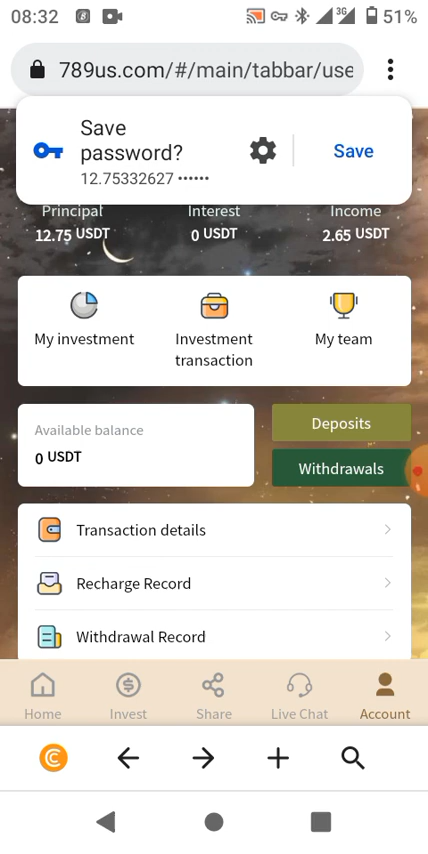 08:32
3G
51%
789us.com/#/main/tabbar/use
Save
password?
12.75332627 ••••••
Save
Principal
Interest
Income
12.75 USDT
0 USDT
2.65 USDT
My investment
Investment
transaction
My team
Available balance
0 USDT
Deposits
Withdrawals
Transaction details
Recharge Record
Withdrawal Record
Home
Invest
Share
Live Chat
Account